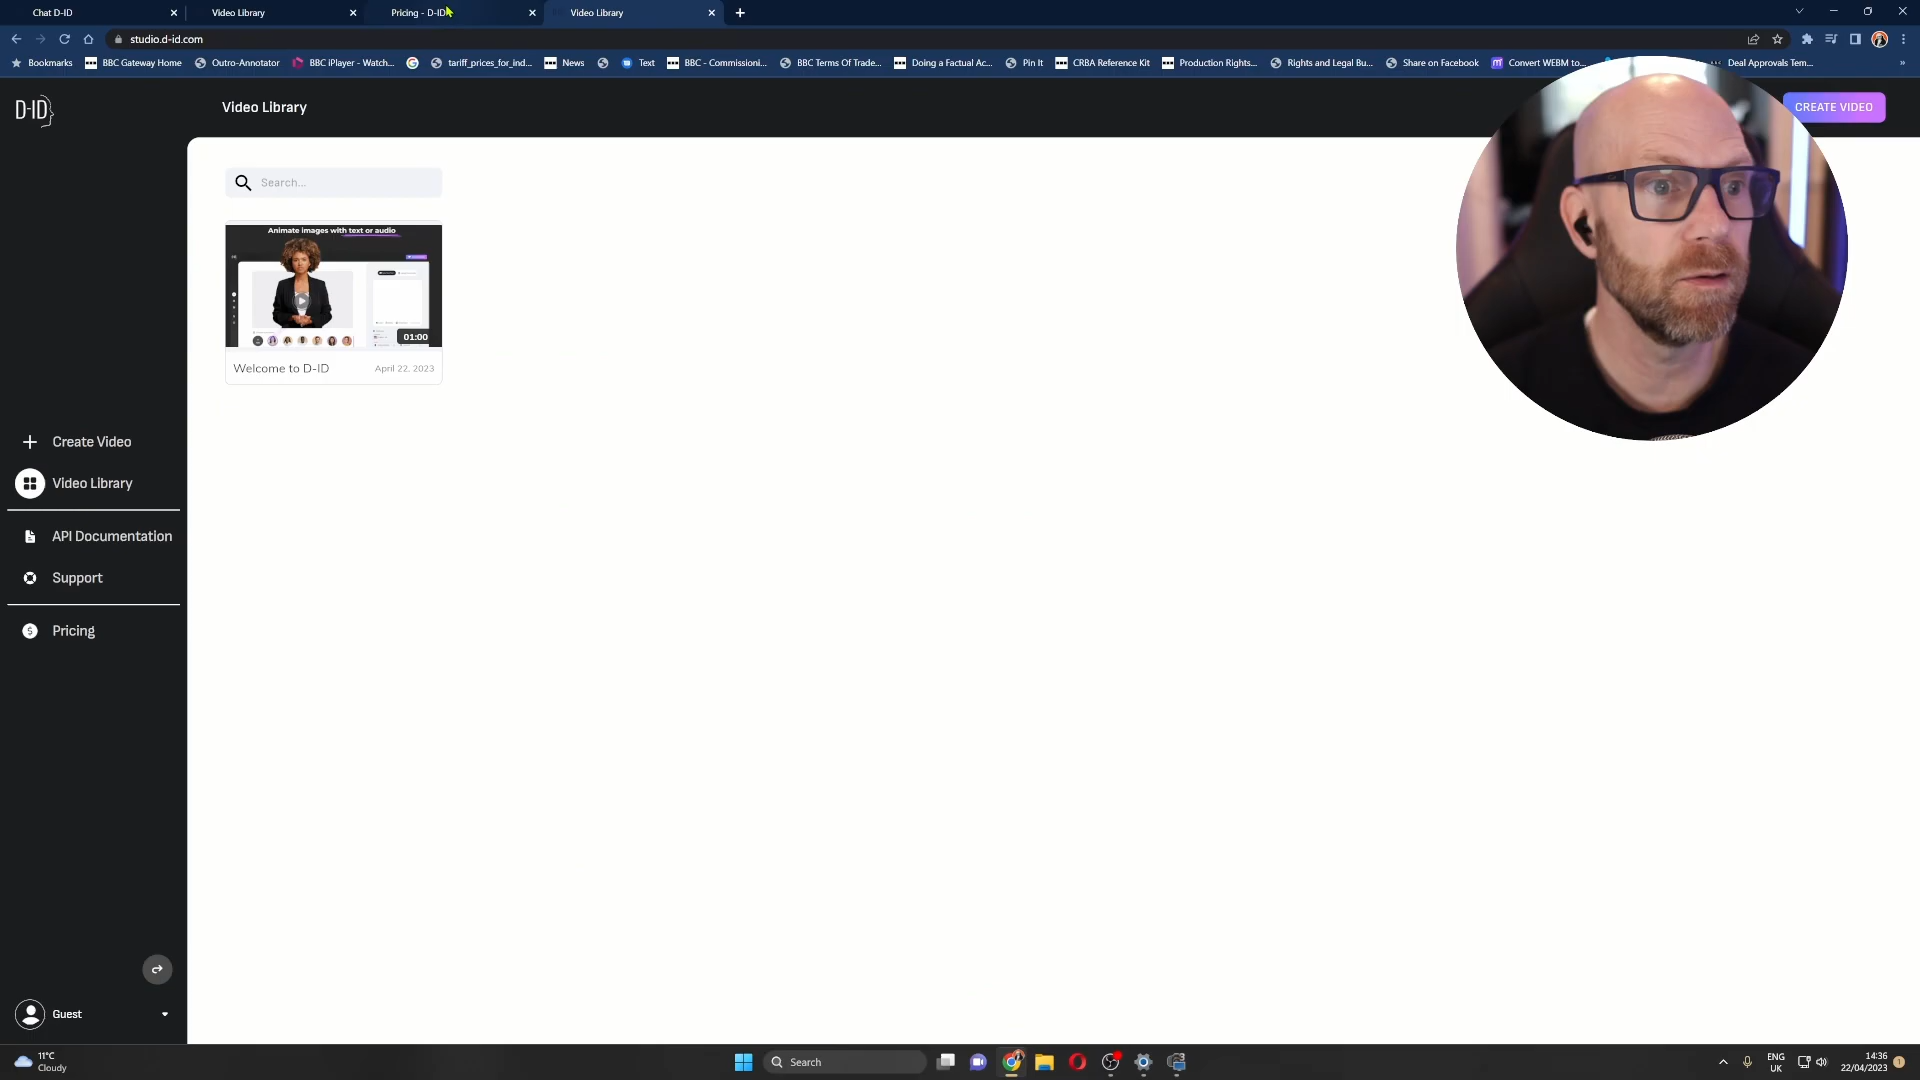 Chat D-ID
Video Library
Pricing - D-ID
Video Library
studio.d-id.com
Bookmarks
BBC Gateway Home
Outro-Annotator
BBC iPlayer - Watch...
tariff_prices_for_ind...
News
Text
BBC - Commissioni...
BBC Terms Of Trade...
Doing a Factual Ac...
Pin It
CRBA Reference Kit
Production Rights...
Rights and Legal Bu...
Share on Facebook
Convert WEBM to...
Deal Approvals Tem...
D-ID
Video Library
CREATE VIDEO
Search...
Animate images with text or audio
01:00
Welcome to D-ID
April 22, 2023
Create Video
Video Library
API Documentation
Support
Pricing
Guest
11°C
Cloudy
Search
ENG
UK
14:36
22/04/2023
1